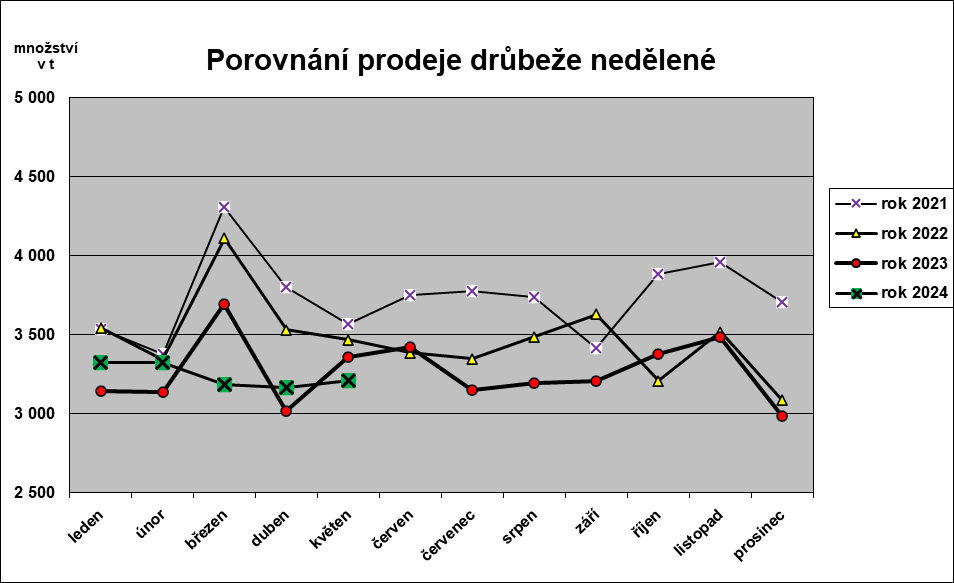 množství
v t
Porovnání prodeje drůbeže nedělené
5 000
4 500
4 000
3 500
3 000
2 500
leden
únor
březen
duben
květen
červen
červenec
srpen
září
říjen
listopad
prosinec
rok 2021
rok 2022
rok 2023
rok 2024